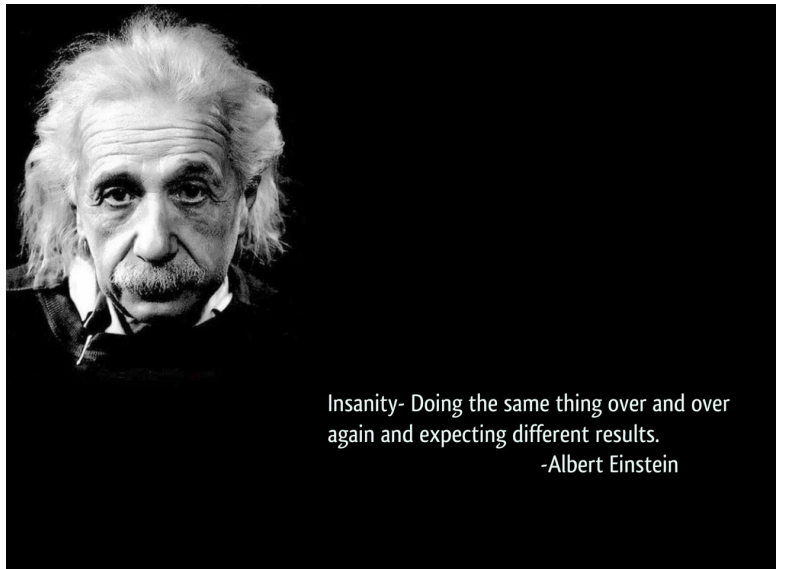 Insanity- Doing the same thing over and over
again and expecting different results.
-Albert Einstein